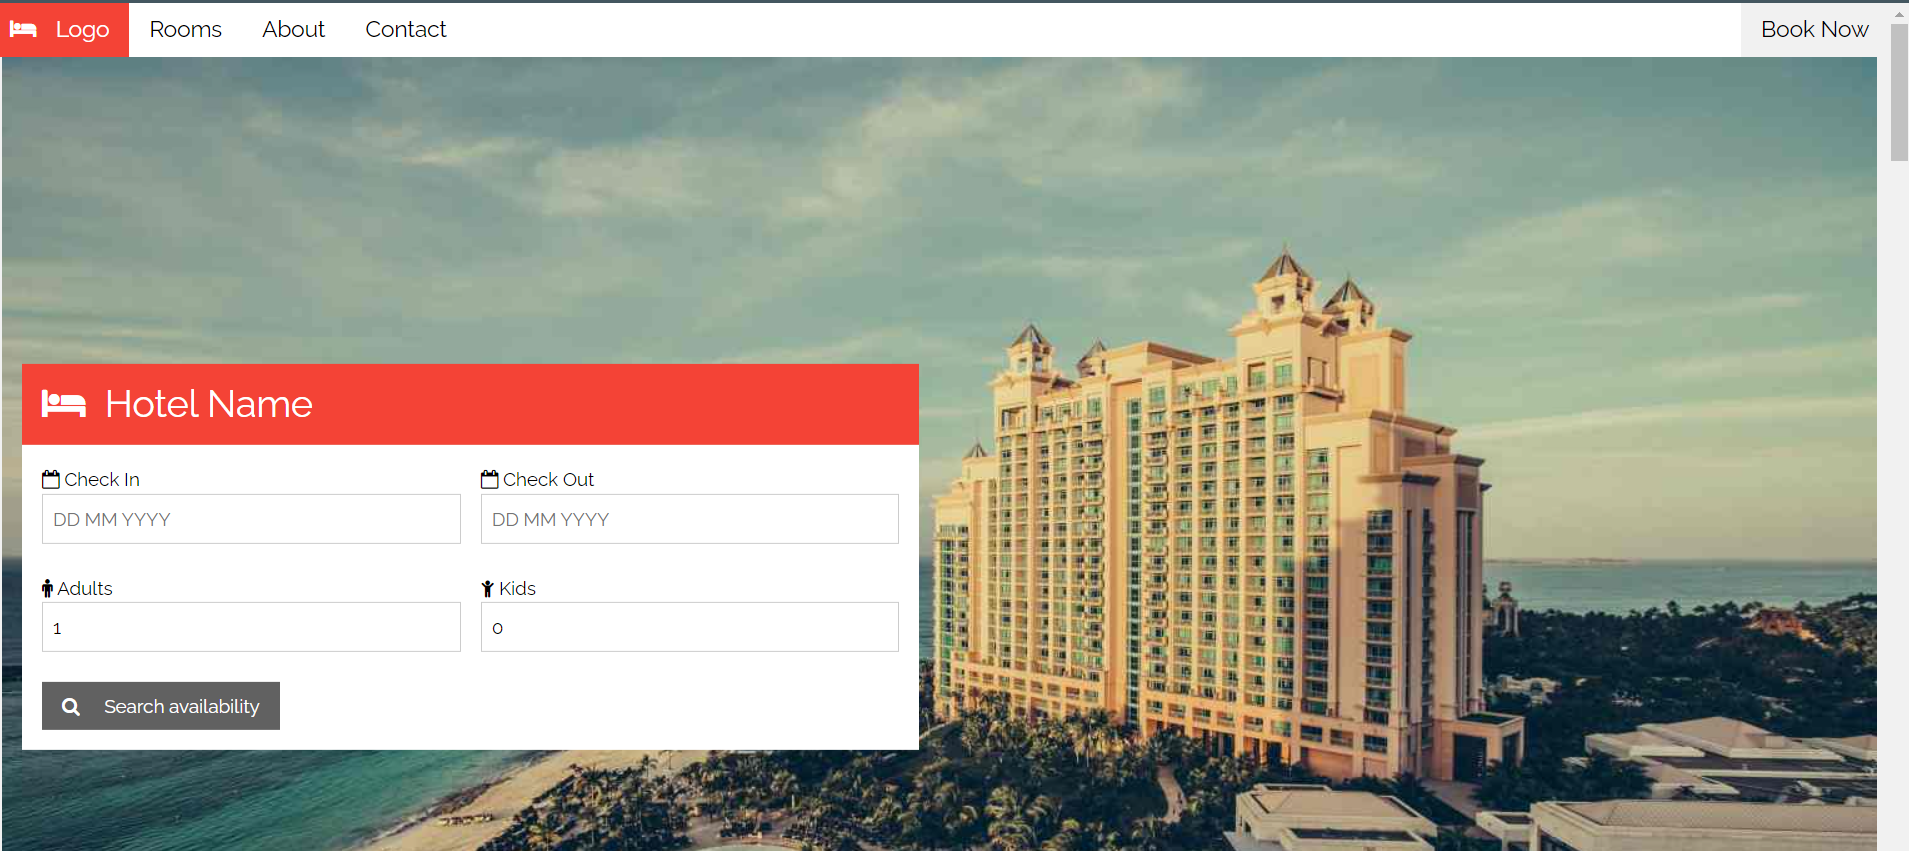 Logo Rooms About Contact Book Now
Hotel Name
Check In Check Out
DD MM YYYY DD MM YYYY
Adults Kids
1 0
Search availability